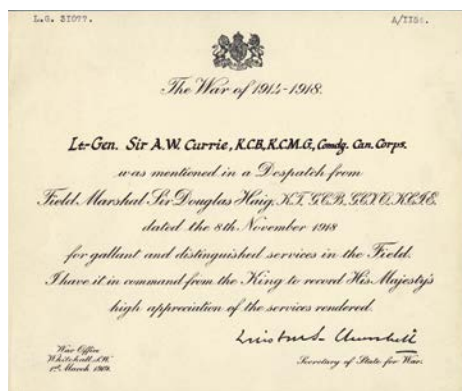 L.G. 31077. A/1154.
The War of 1914-1918.
Lt-Gen. Sir A.W. Currie, K.C.B., K.C.M.G., Comdg. Can. Corps.
was mentioned in a Despatch from
Field Marshal Sir Douglas Haig, K.T. G.C.B. G.C.V.O. K.C.I.E.
dated the 8th November 1918
for gallant and distinguished services in the Field.
I have it in command from the King to record His Majesty's
high appreciation of the services rendered.
Winston S. Churchill
War Office
Whitehall, S.W.
1st March 1919.
Secretary of State for War.